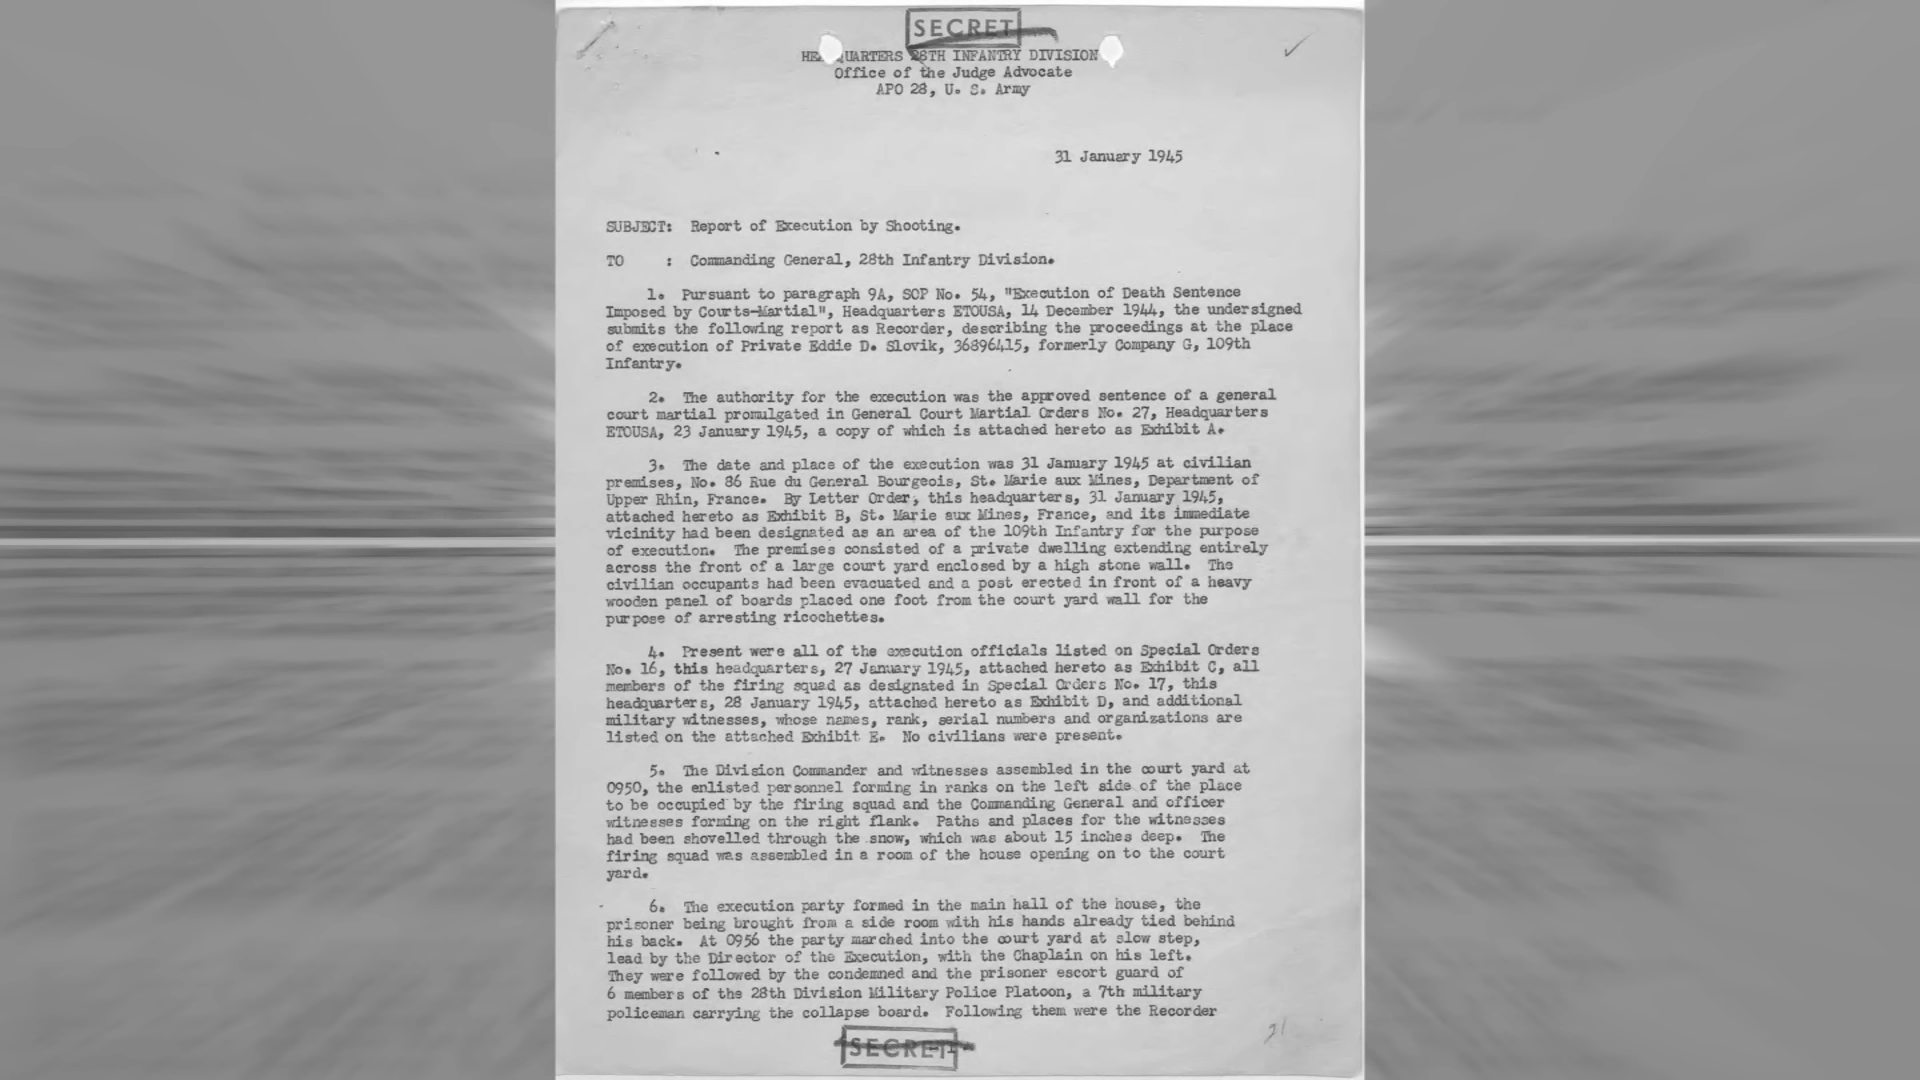 SECRET
HEADQUARTERS 28TH INFANTRY DIVISION
Office of the Judge Advocate
APO 28, U. S. Army
31 January 1945
SUBJECT: Report of Execution by Shooting.
TO : Commanding General, 28th Infantry Division.
1. Pursuant to paragraph 9A, SOP No. 54, "Execution of Death Sentence
Imposed by Courts-Martial", Headquarters ETOUSA, 14 December 1944, the undersigned
submits the following report as Recorder, describing the proceedings at the place
of execution of Private Eddie D. Slovik, 36896415, formerly Company G, 109th
Infantry.
2. The authority for the execution was the approved sentence of a general
court martial promulgated in General Court Martial Orders No. 27, Headquarters
ETOUSA, 23 January 1945, a copy of which is attached hereto as Exhibit A.
3. The date and place of the execution was 31 January 1945 at civilian
premises, No. 86 Rue du General Bourgeois, St. Marie aux Mines, Department of
Upper Rhin, France. By Letter Order, this headquarters, 31 January 1945,
attached hereto as Exhibit B, St. Marie aux Mines, France, and its immediate
vicinity had been designated as an area of the 109th Infantry for the purpose
of execution. The premises consisted of a private dwelling extending entirely
across the front of a large court yard enclosed by a high stone wall. The
civilian occupants had been evacuated and a post erected in front of a heavy
wooden panel of boards placed one foot from the court yard wall for the
purpose of arresting ricochettes.
4. Present were all of the execution officials listed on Special Orders
No. 16, this headquarters, 27 January 1945, attached hereto as Exhibit C, all
members of the firing squad as designated in Special Orders No. 17, this
headquarters, 28 January 1945, attached hereto as Exhibit D, and additional
military witnesses, whose names, rank, serial numbers and organizations are
listed on the attached Exhibit E. No civilians were present.
5. The Division Commander and witnesses assembled in the court yard at
0950, the enlisted personnel forming in ranks on the left side of the place
to be occupied by the firing squad and the Commanding General and officer
witnesses forming on the right flank. Paths and places for the witnesses
had been shovelled through the snow, which was about 15 inches deep. The
firing squad was assembled in a room of the house opening on to the court
yard.
6. The execution party formed in the main hall of the house, the
prisoner being brought from a side room with his hands already tied behind
his back. At 0956 the party marched into the court yard at slow step,
lead by the Director of the Execution, with the Chaplain on his left.
They were followed by the condemned and the prisoner escort guard of
6 members of the 28th Division Military Police Platoon, a 7th military
policeman carrying the collapse board. Following them were the Recorder
SECRET